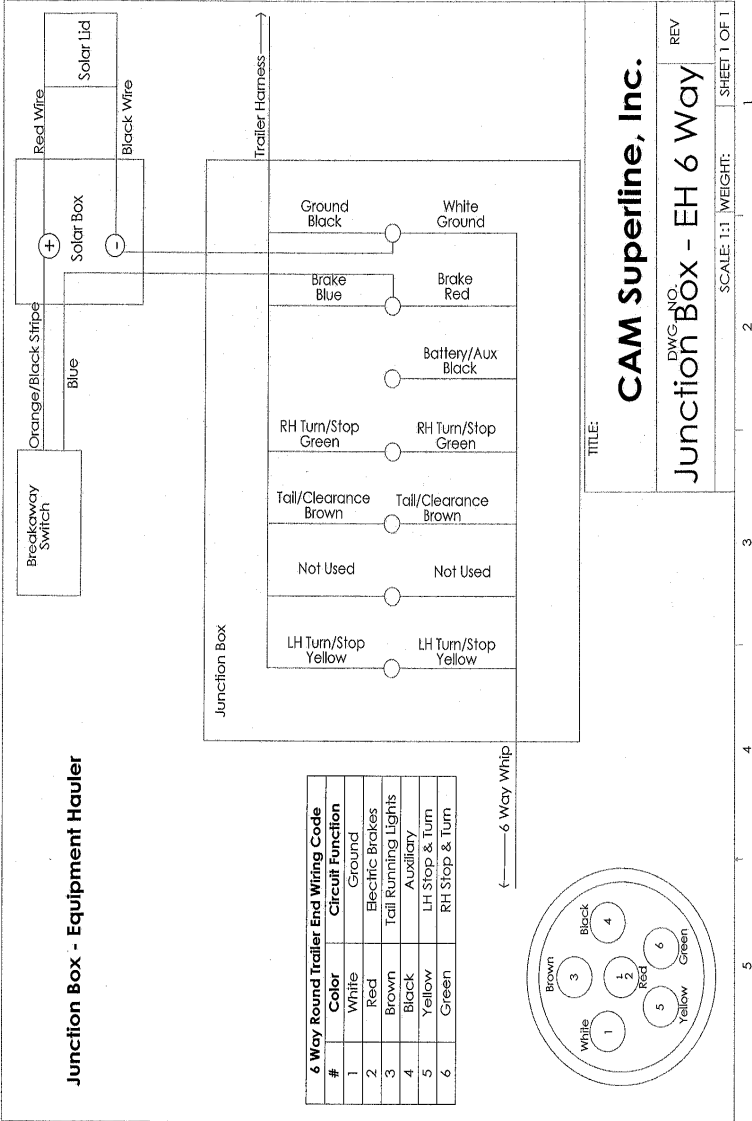 Junction Box - Equipment Hauler
Breakaway
Switch
Orange/Black Stripe
Blue
+
-
Solar Box
Red Wire
Black Wire
Solar Lid
Junction Box
Trailer Harness
LH Turn/Stop
Yellow
Not Used
Tail/Clearance
Brown
RH Turn/Stop
Green
Brake
Blue
Ground
Black
LH Turn/Stop
Yellow
Not Used
Tail/Clearance
Brown
RH Turn/Stop
Green
Battery/Aux
Black
Brake
Red
White
Ground
6 Way Whip
6 Way Round Trailer End Wiring Code
# Color Circuit Function
1 White Ground
2 Red Electric Brakes
3 Brown Tail Running Lights
4 Black Auxiliary
5 Yellow LH Stop & Turn
6 Green RH Stop & Turn
White
1
Brown
3
Black
4
1/2
Red
5
Yellow
6
Green
TITLE:
CAM Superline, Inc.
DWG. NO.
Junction Box - EH 6 Way
REV
SCALE: 1:1 WEIGHT: SHEET 1 OF 1
5 4 3 2 1